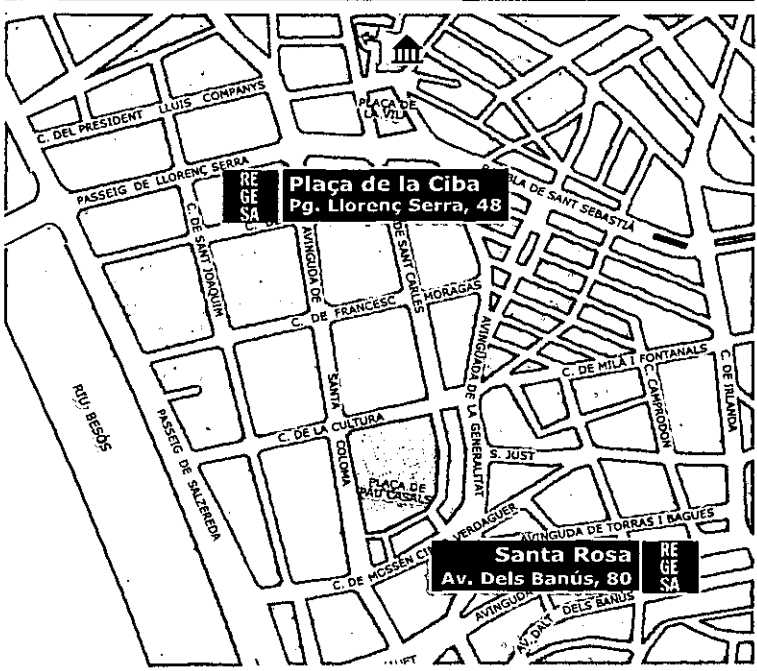 C. DEL PRESIDENT LLUIS COMPANYS
PLAÇA DE
LA VILA
PASSEIG DE LLORENÇ SERRA
RE
GE
SA
Plaça de la Ciba
Pg. Llorenç Serra, 48
DE SANT SEBASTIÀ
C. DE SANT JOAQUIM
AVINGUDA DE
SANTA
COLOMA
DE SANT CARLES
C. DE FRANCESC MORAGAS
AVINGUDA DE LA GENERALITAT
C. DE MILÀ I FONTANALS
C. CAMPRODON
C. DE IRLANDA
RIU BESÒS
PASSEIG DE SALZEREDA
C. DE LA CULTURA
S. JUST
PLAÇA DE
PAU CASALS
C. DE MOSSÈN CINTO VERDAGUER
AVINGUDA DE TORRAS I BAGUES
Santa Rosa
Av. Dels Banús, 80
RE
GE
SA
AVINGUDA
DELS BANÚS
AV. D'ALT